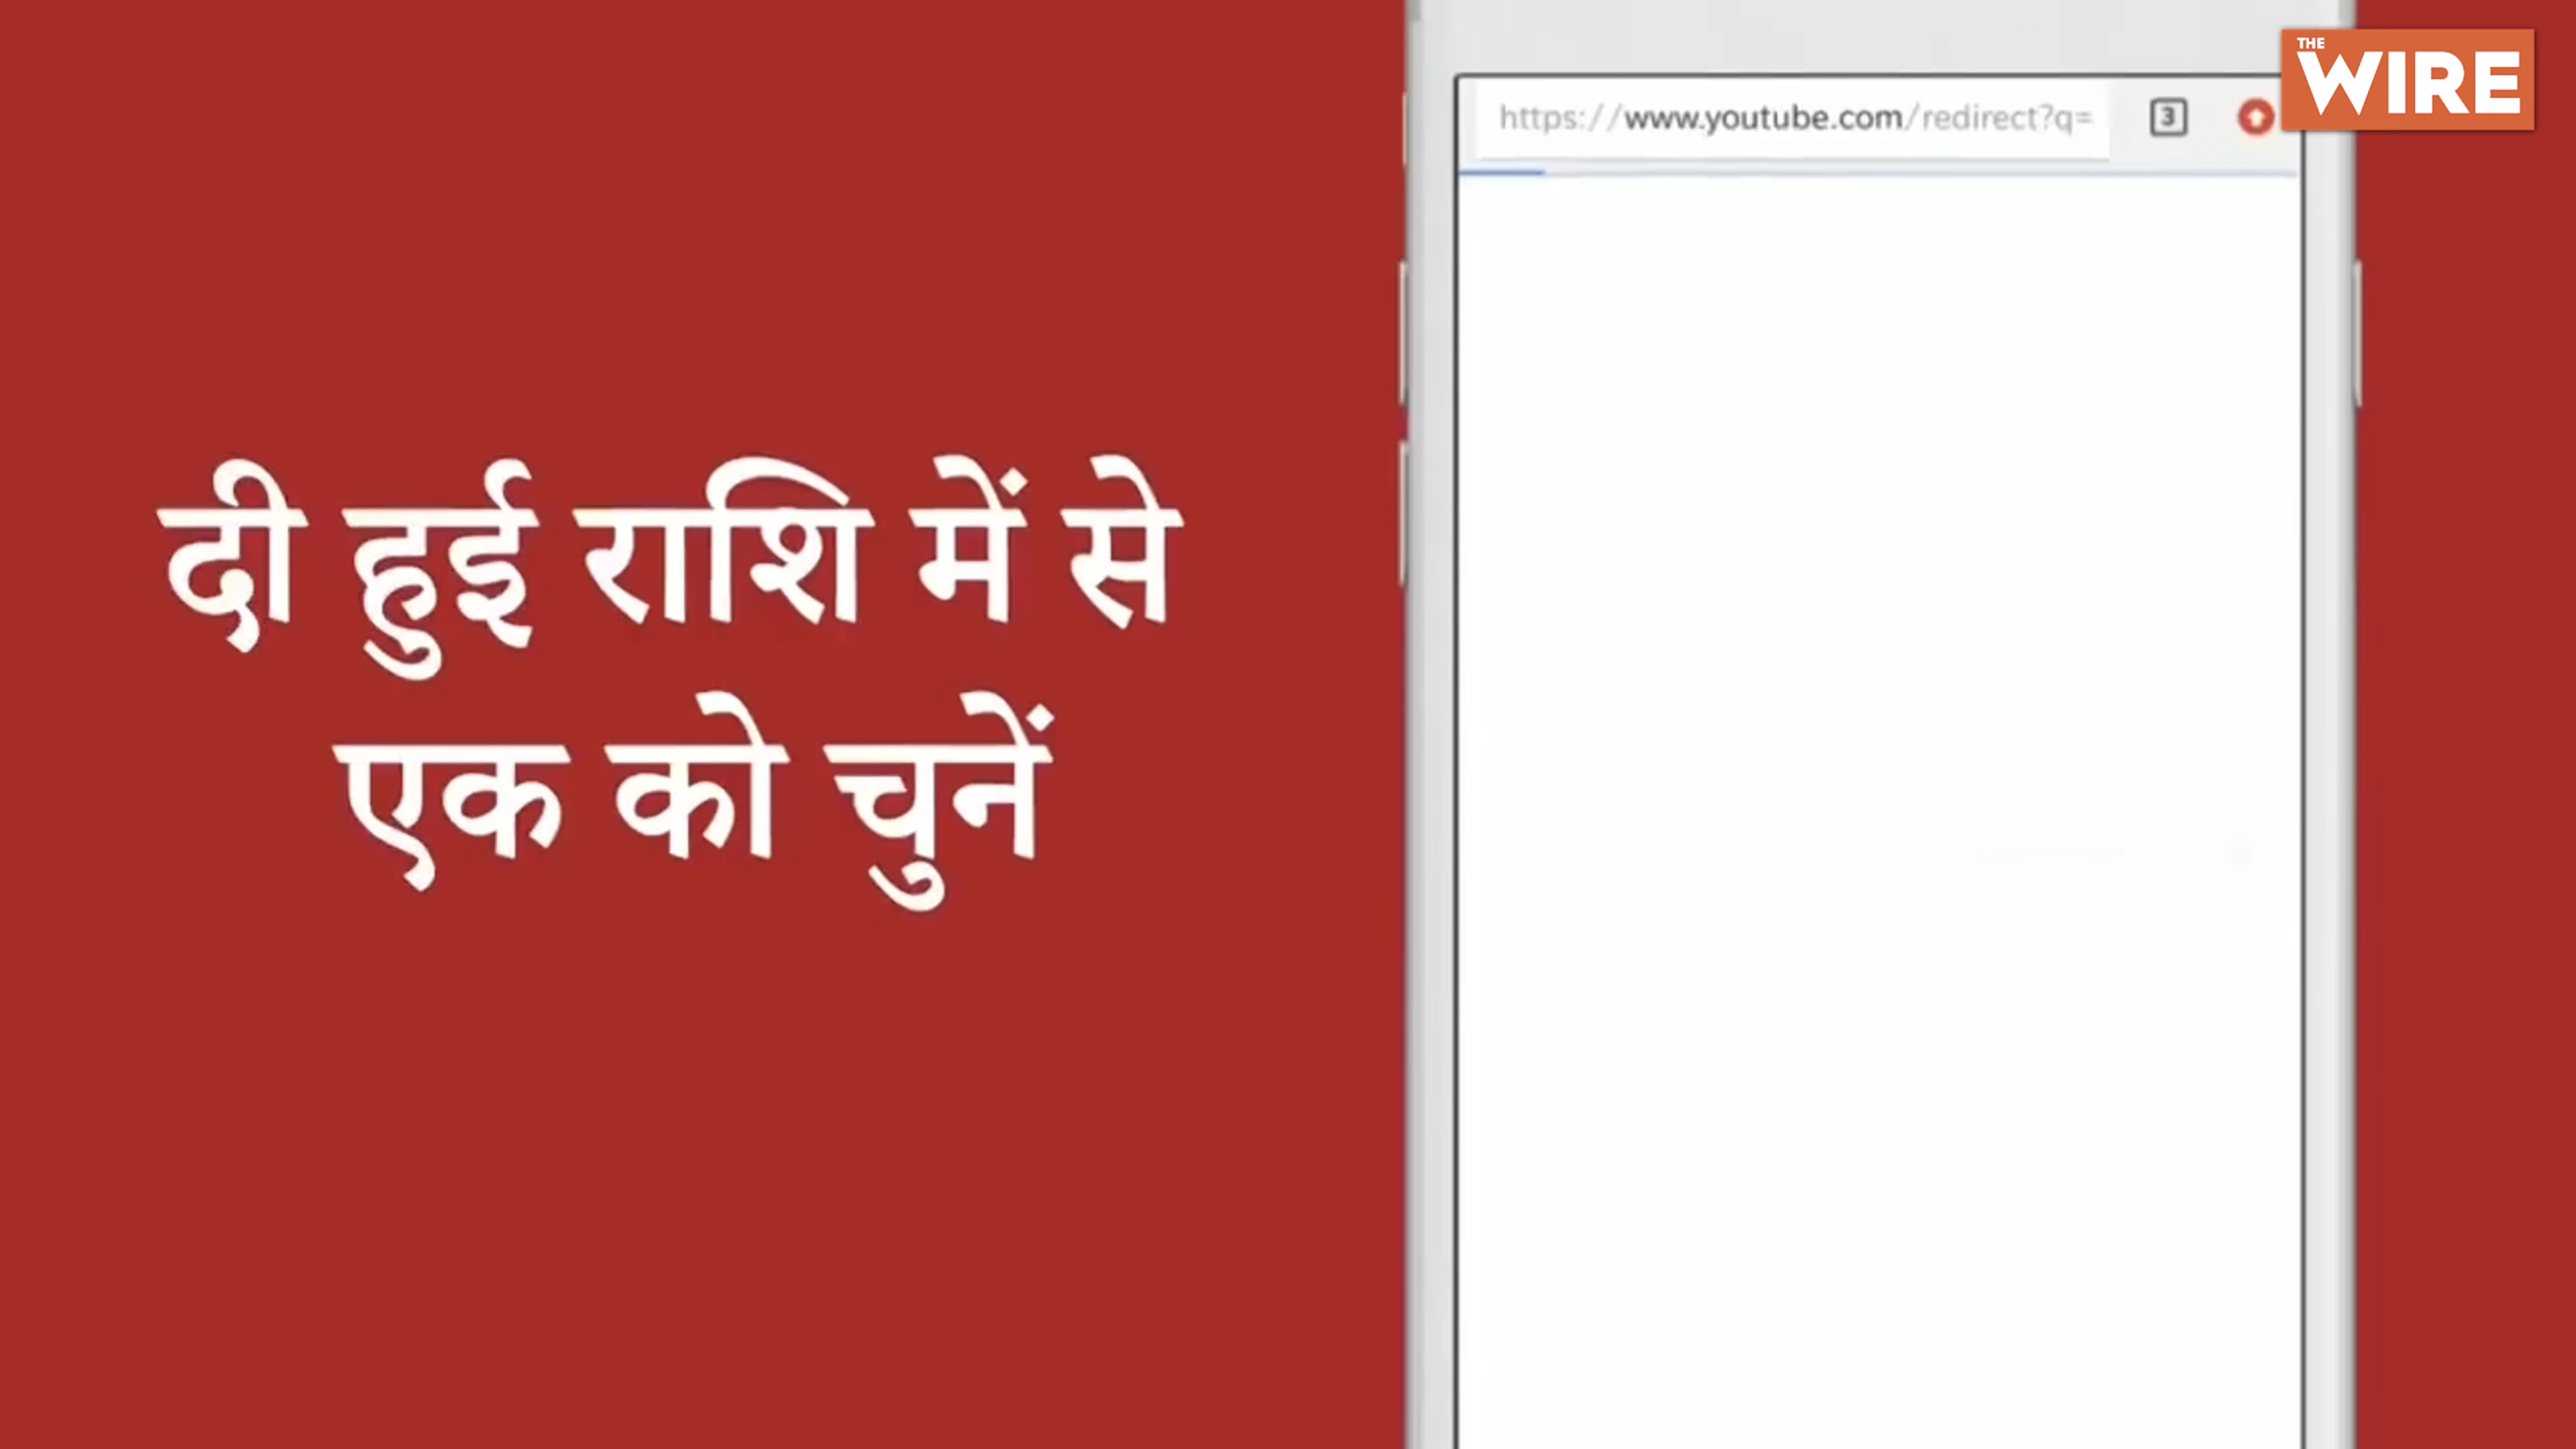 दी हुई राशि में से
एक को चुनें
https://www.youtube.com/redirect?q=
3
THE
WIRE